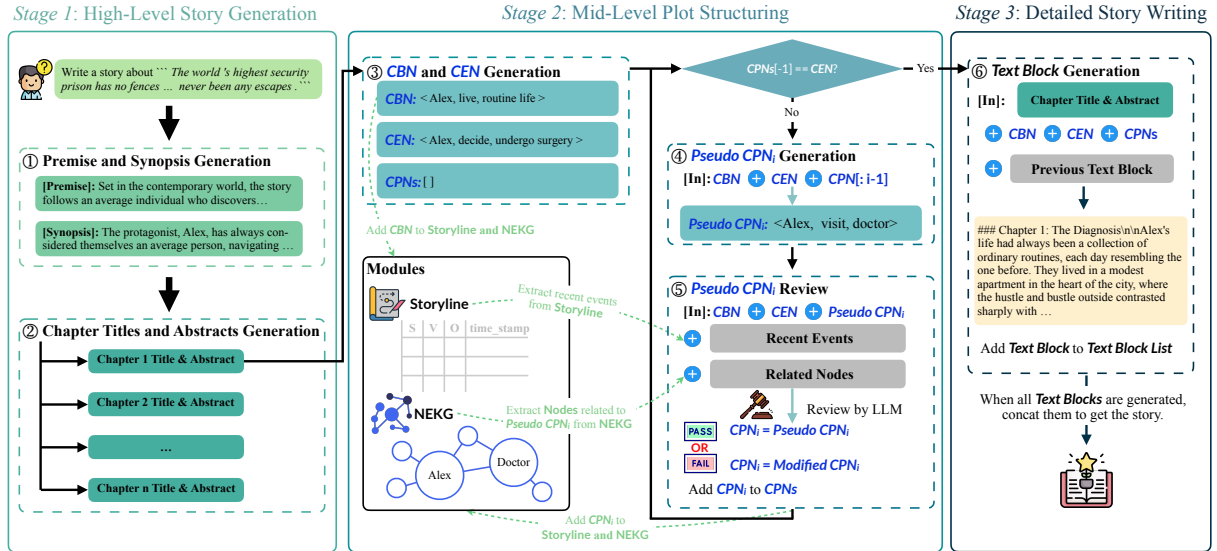 Stage 1: High-Level Story Generation
Write a story about ``` The world 's highest security
prison has no fences ... never been any escapes .```
① Premise and Synopsis Generation
[Premise]: Set in the contemporary world, the story
follows an average individual who discovers…
[Synopsis]: The protagonist, Alex, has always con-
sidered themselves an average person, navigating …
② Chapter Titles and Abstracts Generation
Chapter 1 Title & Abstract
Chapter 2 Title & Abstract
...
Chapter n Title & Abstract
Stage 2: Mid-Level Plot Structuring
③ CBN and CEN Generation
CBN: < Alex, live, routine life >
CEN: < Alex, decide, undergo surgery >
CPNs: [ ]
Add CBN to Storyline and NEKG
Modules
Storyline
S V O time_stamp
NEKG
Alex
Doctor
Extract recent events
from Storyline
Extract Nodes related to
Pseudo CPNi from NEKG
Add CPNi to
Storyline and NEKG
CPNs[-1] == CEN?
Yes
No
④ Pseudo CPNi Generation
[In]: CBN + CEN + CPN[: i-1]
Pseudo CPNi: <Alex, visit, doctor>
⑤ Pseudo CPNi Review
[In]: CBN + CEN + Pseudo CPNi
+ Recent Events
+ Related Nodes
Review by LLM
PASS CPNi = Pseudo CPNi
OR
FAIL CPNi = Modified CPNi
Add CPNi to CPNs
Stage 3: Detailed Story Writing
⑥ Text Block Generation
[In]: Chapter Title & Abstract
+ CBN + CEN + CPNs
+ Previous Text Block
### Chapter 1: The Diagnosis\n\nAlex's
life had always been a collection of
ordinary routines, each day resembling the
one before. They lived in a modest
apartment in the heart of the city, where
the hustle and bustle outside contrasted
sharply with …
Add Text Block to Text Block List
When all Text Blocks are generated,
concat them to get the story.